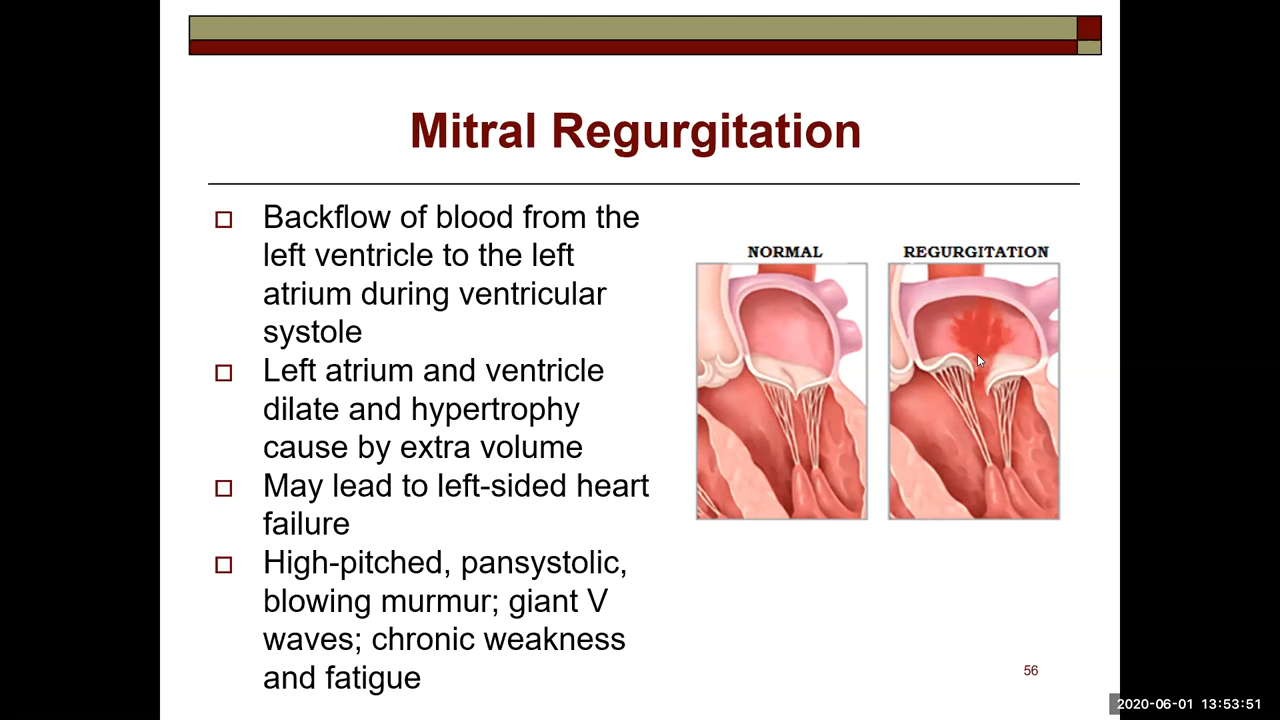 Mitral Regurgitation
Backflow of blood from the
left ventricle to the left
atrium during ventricular
systole
Left atrium and ventricle
dilate and hypertrophy
cause by extra volume
May lead to left-sided heart
failure
High-pitched, pansystolic,
blowing murmur; giant V
waves; chronic weakness
and fatigue
NORMAL
REGURGITATION
56
2020-06-01 13:53:51